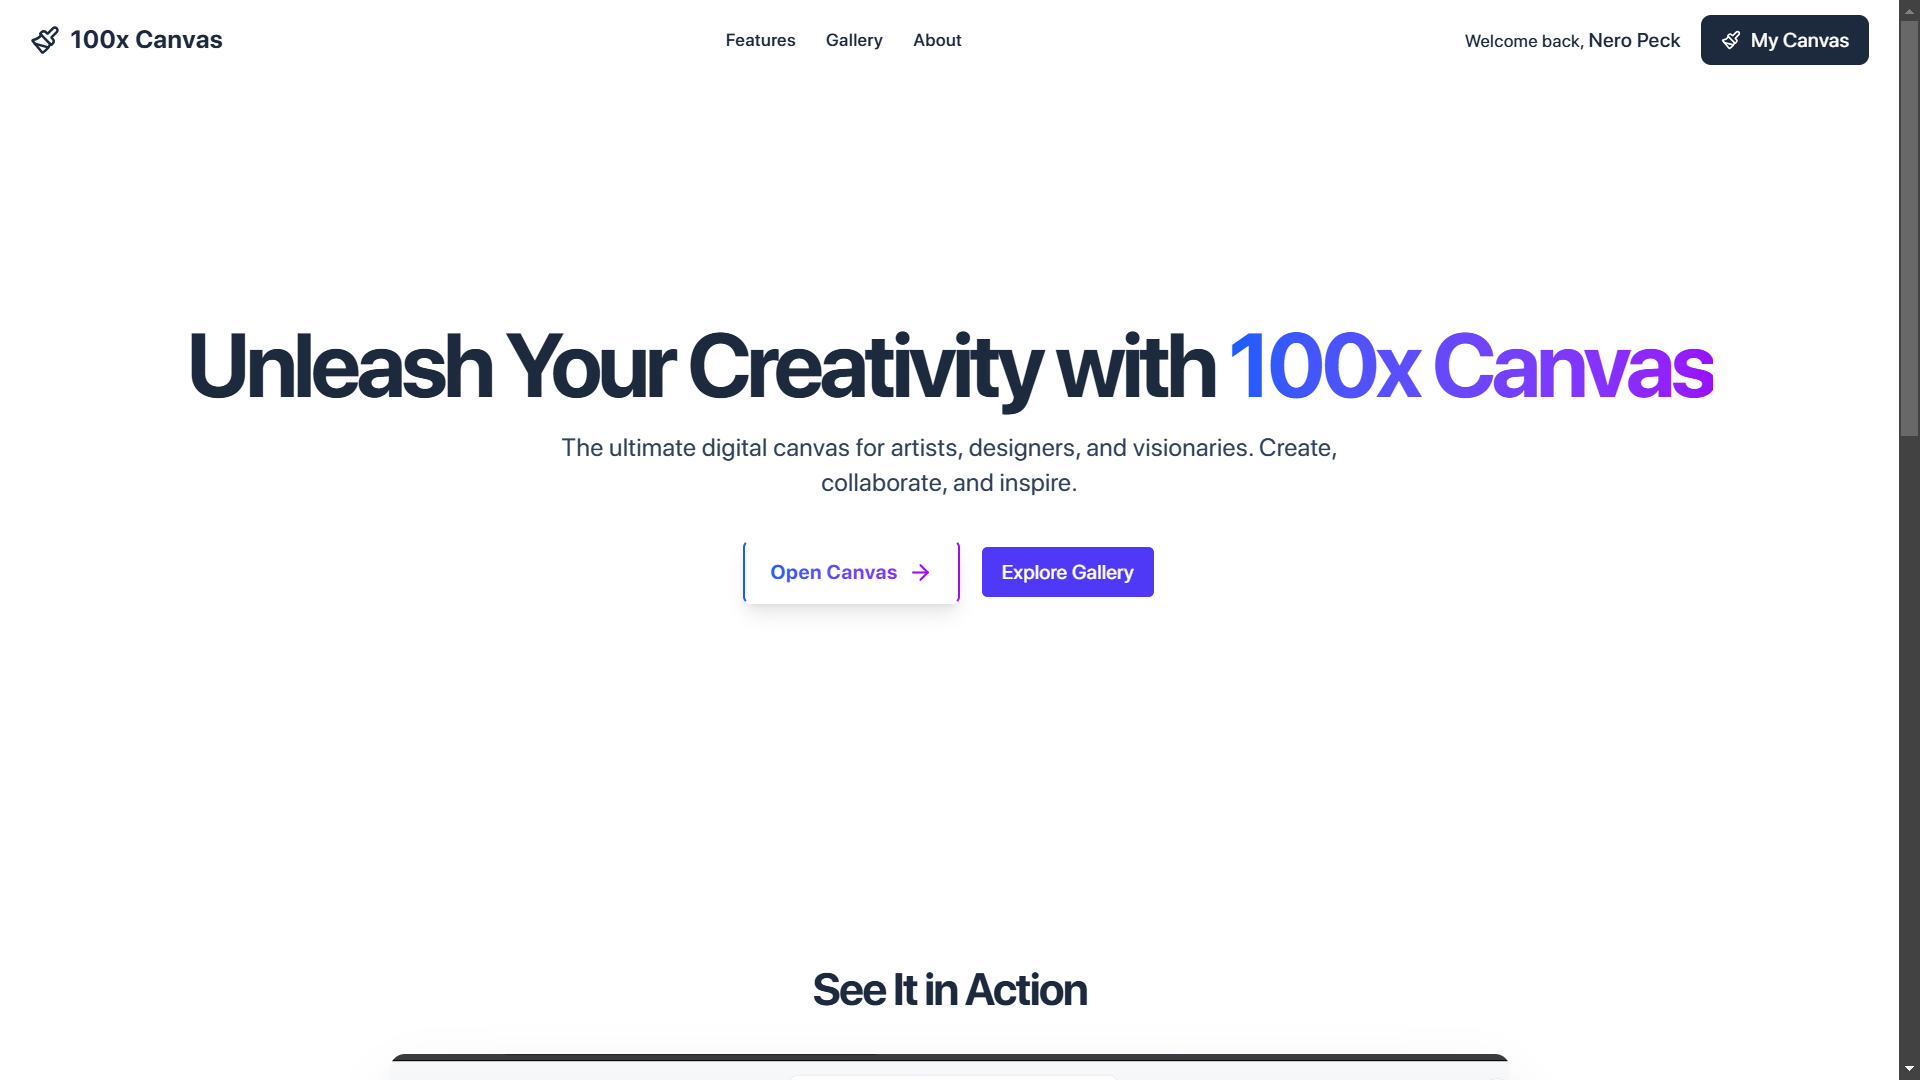 100x Canvas
Features
Gallery
About
Welcome back, Nero Peck
My Canvas
Unleash Your Creativity with 100x Canvas
The ultimate digital canvas for artists, designers, and visionaries. Create,
collaborate, and inspire.
Open Canvas
Explore Gallery
See It in Action